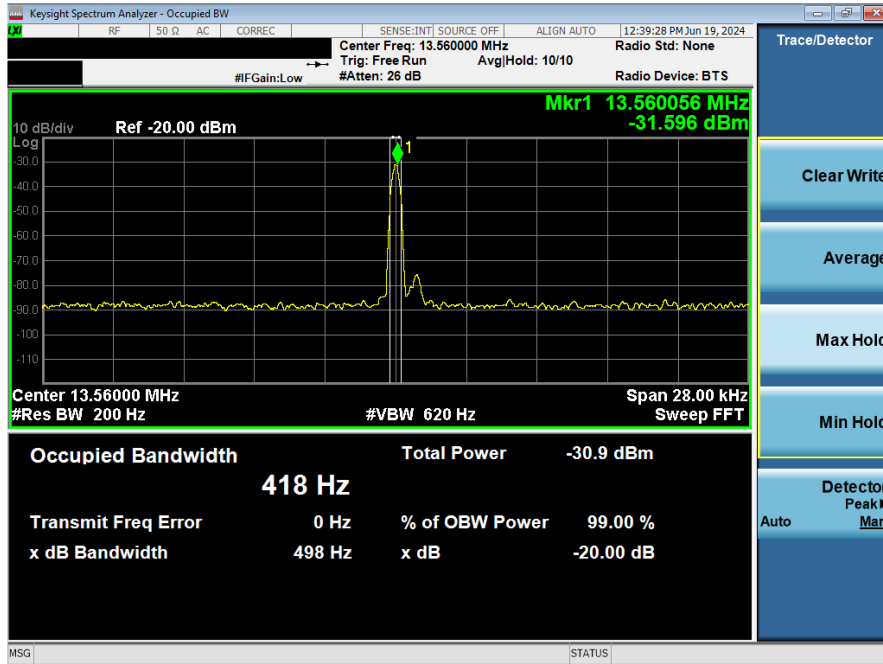 Keysight Spectrum Analyzer - Occupied BW
LXI RF 50 Ω AC CORREC SENSE:INT SOURCE OFF ALIGN AUTO 12:39:28 PM Jun 19, 2024
Center Freq: 13.560000 MHz Radio Std: None
Trig: Free Run Avg|Hold: 10/10
#IFGain:Low #Atten: 26 dB Radio Device: BTS
Trace/Detector
Mkr1 13.560056 MHz
10 dB/div Ref -20.00 dBm -31.596 dBm
Log
1
-30.0
-40.0
-50.0
-60.0
-70.0
-80.0
-90.0
-100
-110
Center 13.56000 MHz Span 28.00 kHz
#Res BW 200 Hz #VBW 620 Hz Sweep FFT
Occupied Bandwidth Total Power -30.9 dBm
418 Hz
Transmit Freq Error 0 Hz % of OBW Power 99.00 %
x dB Bandwidth 498 Hz x dB -20.00 dB
Clear Write
Average
Max Hold
Min Hold
Detector
Peak
Auto Man
MSG STATUS